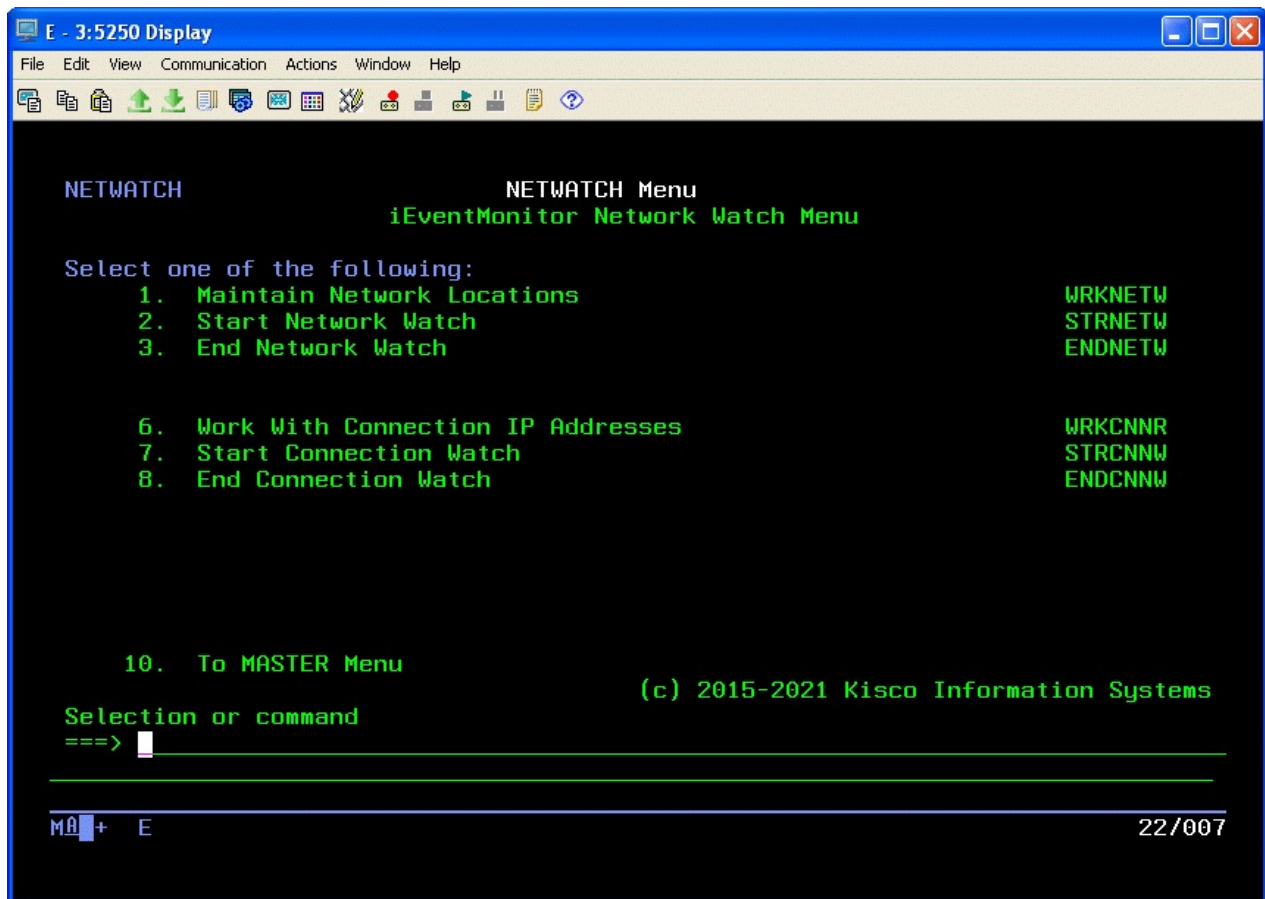 E - 3:5250 Display
File Edit View Communication Actions Window Help
NETWATCH NETWATCH Menu
iEventMonitor Network Watch Menu
Select one of the following:
1. Maintain Network Locations WRKNETW
2. Start Network Watch STRNETW
3. End Network Watch ENDNETW
6. Work With Connection IP Addresses WRKCNNR
7. Start Connection Watch STRCNNW
8. End Connection Watch ENDCNNW
10. To MASTER Menu
(c) 2015-2021 Kisco Information Systems
Selection or command
===>
MA + E 22/007